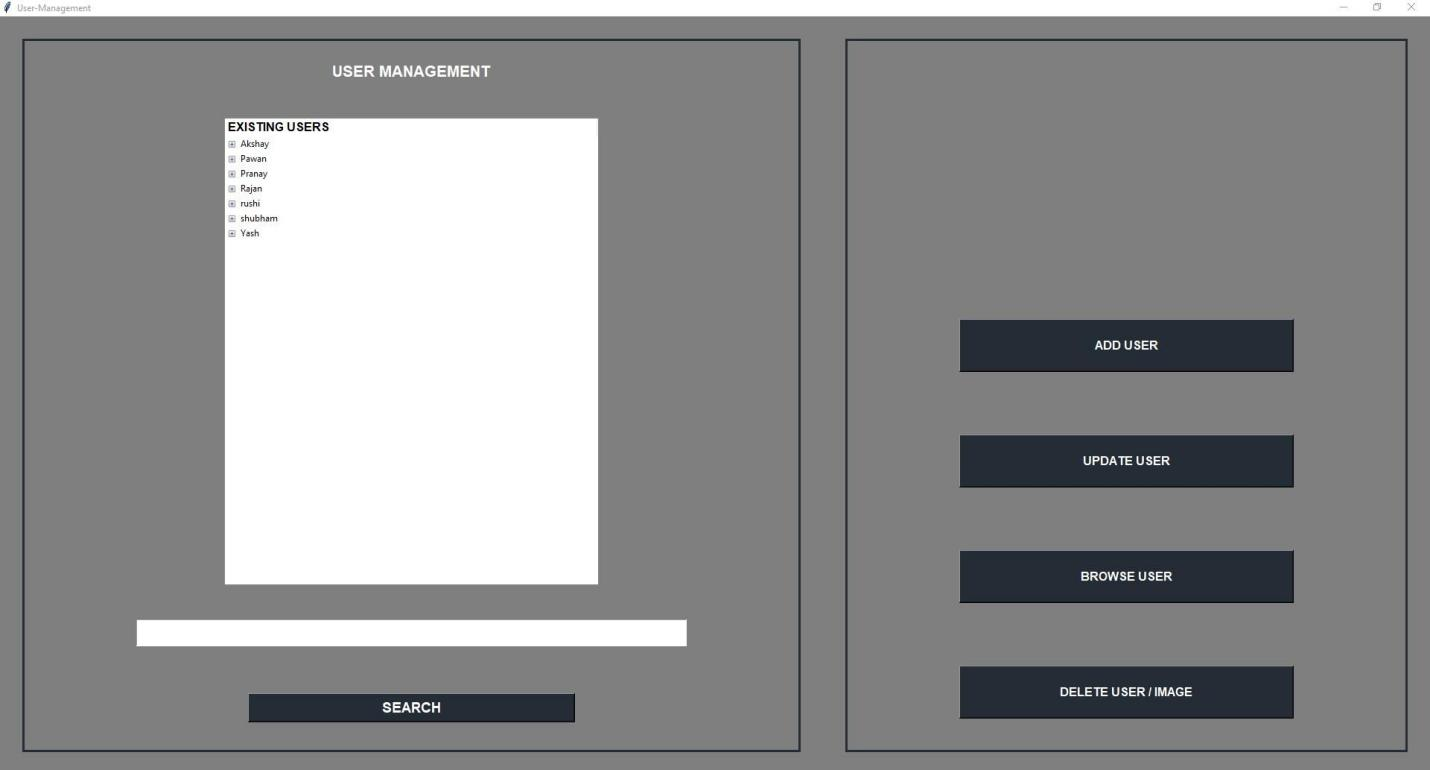 User-Management
USER MANAGEMENT
EXISTING USERS
Akshay
Pawan
Pranay
Rajan
rushi
shubham
Yash
SEARCH
ADD USER
UPDATE USER
BROWSE USER
DELETE USER / IMAGE